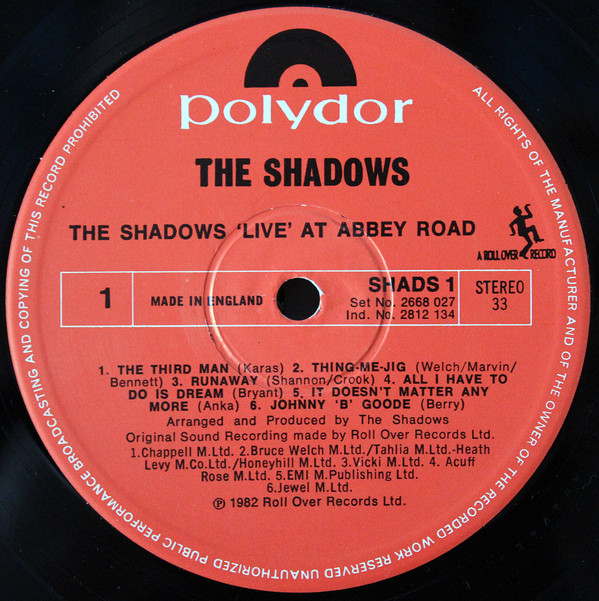 polydor
THE SHADOWS
THE SHADOWS 'LIVE' AT ABBEY ROAD
A ROLL OVER RECORD
1
MADE IN ENGLAND
SHADS 1
Set No. 2668 027
Ind. No. 2812 134
STEREO
33
1. THE THIRD MAN (Karas) 2. THING-ME-JIG (Welch/Marvin/
Bennett) 3. RUNAWAY (Shannon/Crook) 4. ALL I HAVE TO
DO IS DREAM (Bryant) 5. IT DOESN'T MATTER ANY
MORE (Anka) 6. JOHNNY 'B' GOODE (Berry)
Arranged and Produced by The Shadows
Original Sound Recording made by Roll Over Records Ltd.
1.Chappell M.Ltd. 2.Bruce Welch M.Ltd./Tahlia M.Ltd.-Heath
Levy M.Co.Ltd./Honeyhill M.Ltd. 3.Vicki M.Ltd. 4. Acuff
Rose M.Ltd. 5.EMI M.Publishing Ltd.
6.Jewel M.Ltd.
℗ 1982 Roll Over Records Ltd.
ALL RIGHTS OF THE MANUFACTURER AND OF THE OWNER OF THE RECORDED WORK RESERVED UNAUTHORIZED PUBLIC PERFORMANCE BROADCASTING AND COPYING OF THIS RECORD PROHIBITED